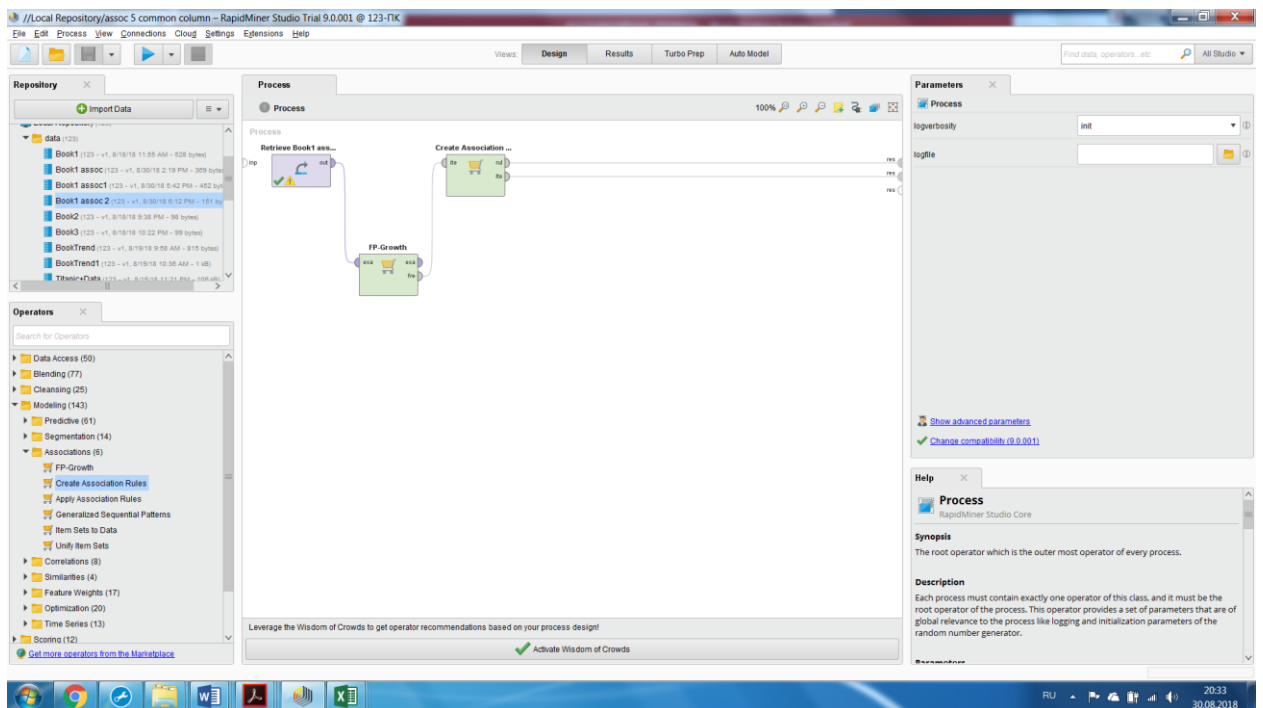 //Local Repository/assoc 5 common column – RapidMiner Studio Trial 9.0.001 @ 123-ПК
File Edit Process View Connections Cloud Settings Extensions Help
Views: Design Results Turbo Prep Auto Model
Find data, operators...etc
All Studio
Repository
Import Data
data (123)
Book1 (123 – v1, 8/18/18 11:55 AM – 528 bytes)
Book1 assoc (123 – v1, 8/30/18 2:19 PM – 369 bytes
Book1 assoc1 (123 – v1, 8/30/18 5:42 PM – 452 byt
Book1 assoc 2 (123 – v1, 8/30/18 6:12 PM – 151 by
Book2 (123 – v1, 8/18/18 9:38 PM – 98 bytes)
Book3 (123 – v1, 8/18/18 10:22 PM – 99 bytes)
BookTrend (123 – v1, 8/19/18 9:58 AM – 815 bytes)
BookTrend1 (123 – v1, 8/19/18 10:36 AM – 1 kB)
Titanic+Data
Operators
Search for Operators
Data Access (50)
Blending (77)
Cleansing (25)
Modeling (143)
Predictive (61)
Segmentation (14)
Associations (6)
FP-Growth
Create Association Rules
Apply Association Rules
Generalized Sequential Patterns
Item Sets to Data
Unify Item Sets
Correlations (8)
Similarities (4)
Feature Weights (17)
Optimization (20)
Time Series (13)
Scoring (12)
Get more operators from the Marketplace
Process
Process
100%
Process
Retrieve Book1 ass...
inp
out
Create Association ...
ite rul
ite
res
res
res
FP-Growth
exa exa
fre
Leverage the Wisdom of Crowds to get operator recommendations based on your process design!
Activate Wisdom of Crowds
Parameters
Process
logverbosity init
logfile
Show advanced parameters
Change compatibility (9.0.001)
Help
Process
RapidMiner Studio Core
Synopsis
The root operator which is the outer most operator of every process.
Description
Each process must contain exactly one operator of this class, and it must be the
root operator of the process. This operator provides a set of parameters that are of
global relevance to the process like logging and initialization parameters of the
random number generator.
Parameters
RU
20:33
30.08.2018